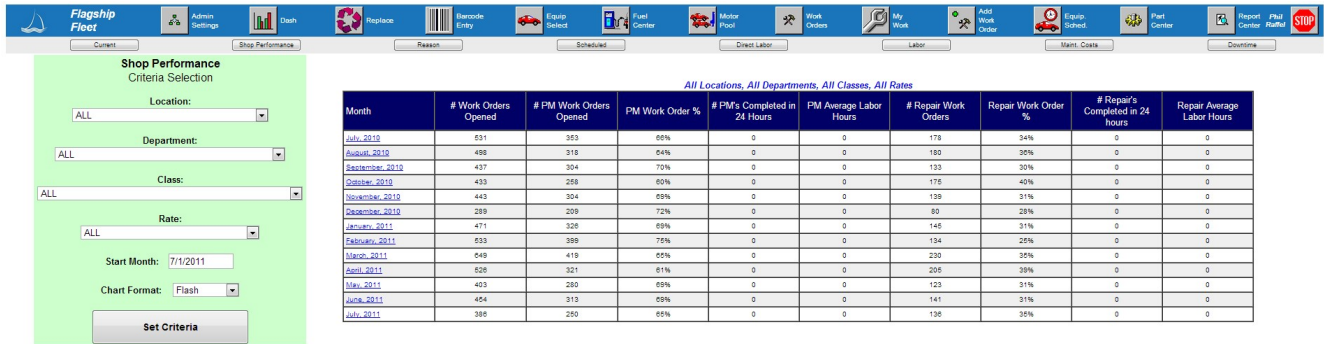 Flagship Fleet Admin Settings Dash Replace Barcode Entry Equip Select Fuel Center Motor Pool Work Orders My Work Add Work Order Equip. Sched. Part Center Report Center Phil Raffel STOP
Current Shop Performance Reason Scheduled Direct Labor Labor Maint. Costs Downtime
Shop Performance
Criteria Selection
Location:
ALL
Department:
ALL
Class:
ALL
Rate:
ALL
Start Month: 7/1/2011
Chart Format: Flash
Set Criteria
All Locations, All Departments, All Classes, All Rates
Month # Work Orders Opened # PM Work Orders Opened PM Work Order % # PM's Completed in 24 Hours PM Average Labor Hours # Repair Work Orders Repair Work Order % # Repair's Completed in 24 hours Repair Average Labor Hours
July, 2010 531 353 66% 0 0 178 34% 0 0
August, 2010 498 318 64% 0 0 180 36% 0 0
September, 2010 437 304 70% 0 0 133 30% 0 0
October, 2010 433 258 60% 0 0 175 40% 0 0
November, 2010 443 304 69% 0 0 139 31% 0 0
December, 2010 289 209 72% 0 0 80 28% 0 0
January, 2011 471 326 69% 0 0 145 31% 0 0
February, 2011 533 399 75% 0 0 134 25% 0 0
March, 2011 649 419 65% 0 0 230 35% 0 0
April, 2011 526 321 61% 0 0 205 39% 0 0
May, 2011 403 280 69% 0 0 123 31% 0 0
June, 2011 454 313 69% 0 0 141 31% 0 0
July, 2011 386 250 65% 0 0 136 35% 0 0